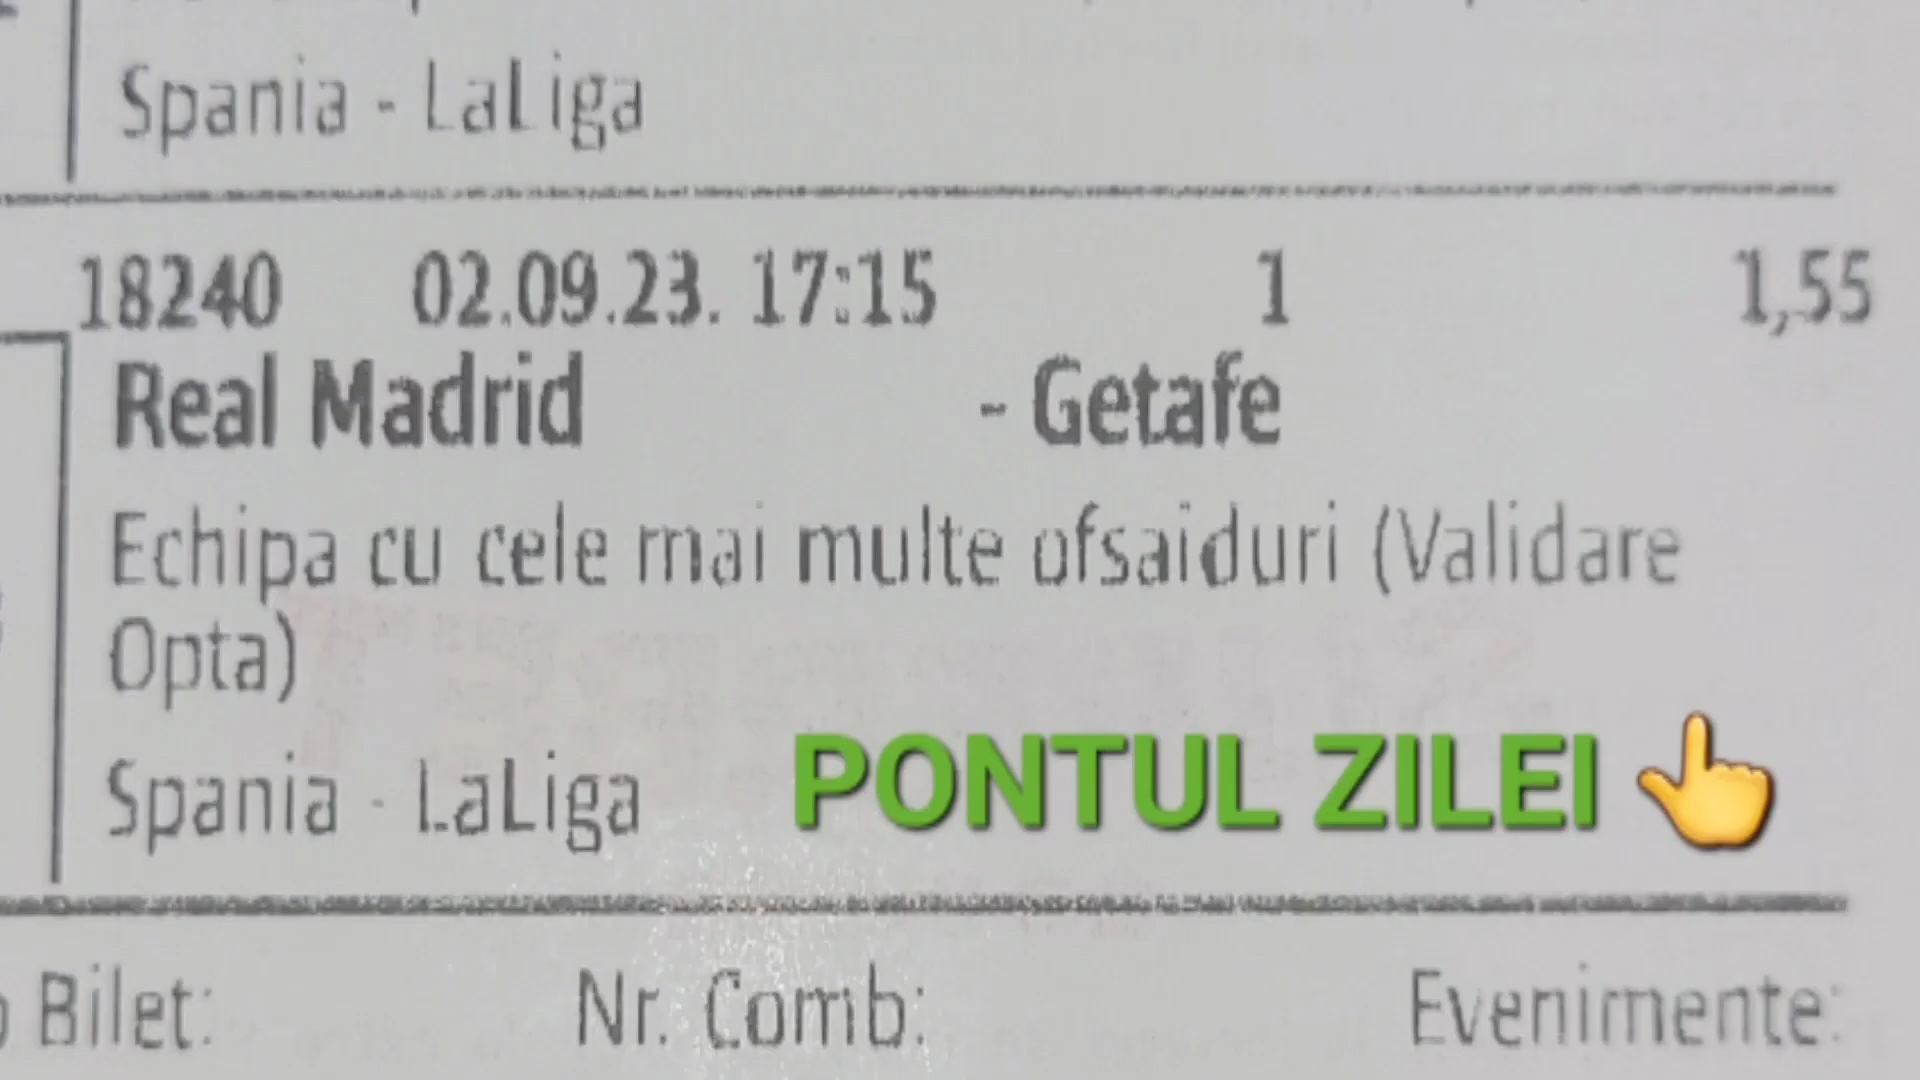 Spania - LaLiga
18240 02.09.23. 17:15 1 1,55
Real Madrid - Getafe
Echipa cu cele mai multe ofsaiduri (Validare
Opta)
Spania - LaLiga
PONTUL ZILEI 👆
Bilet: Nr. Comb: Evenimente: